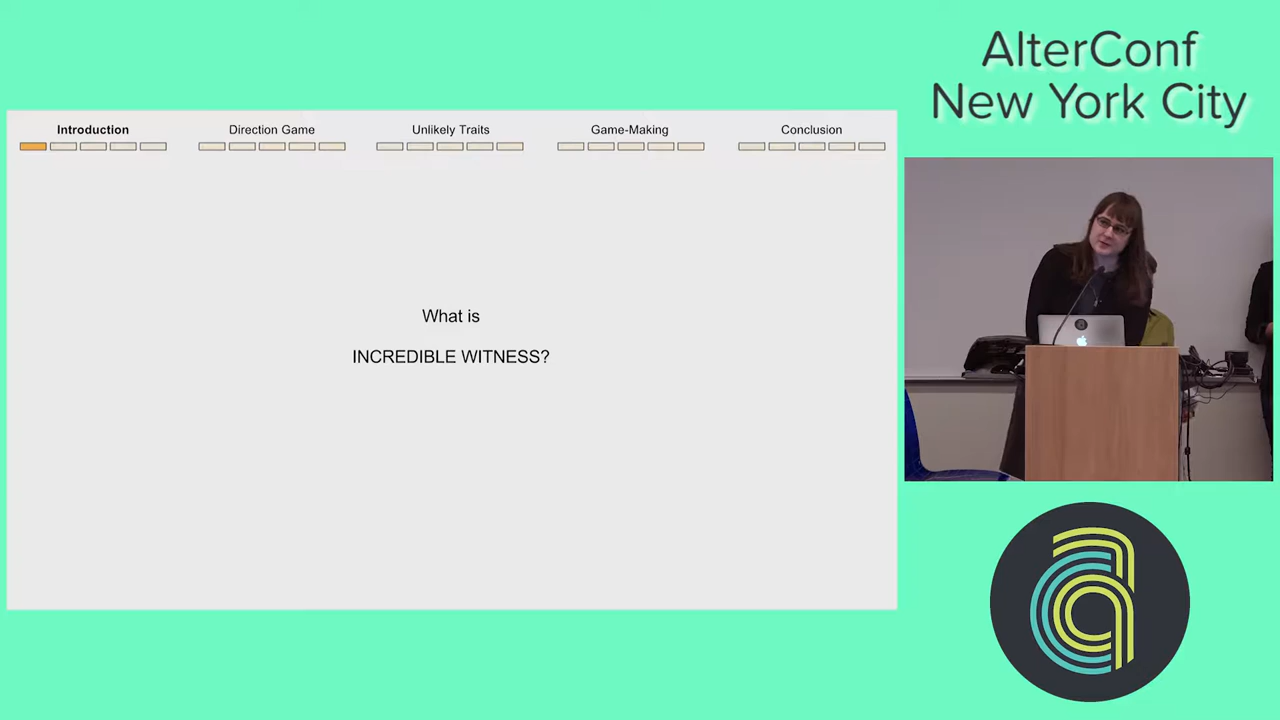 AlterConf
New York City
Introduction
Direction Game
Unlikely Traits
Game-Making
Conclusion
What is
INCREDIBLE WITNESS?